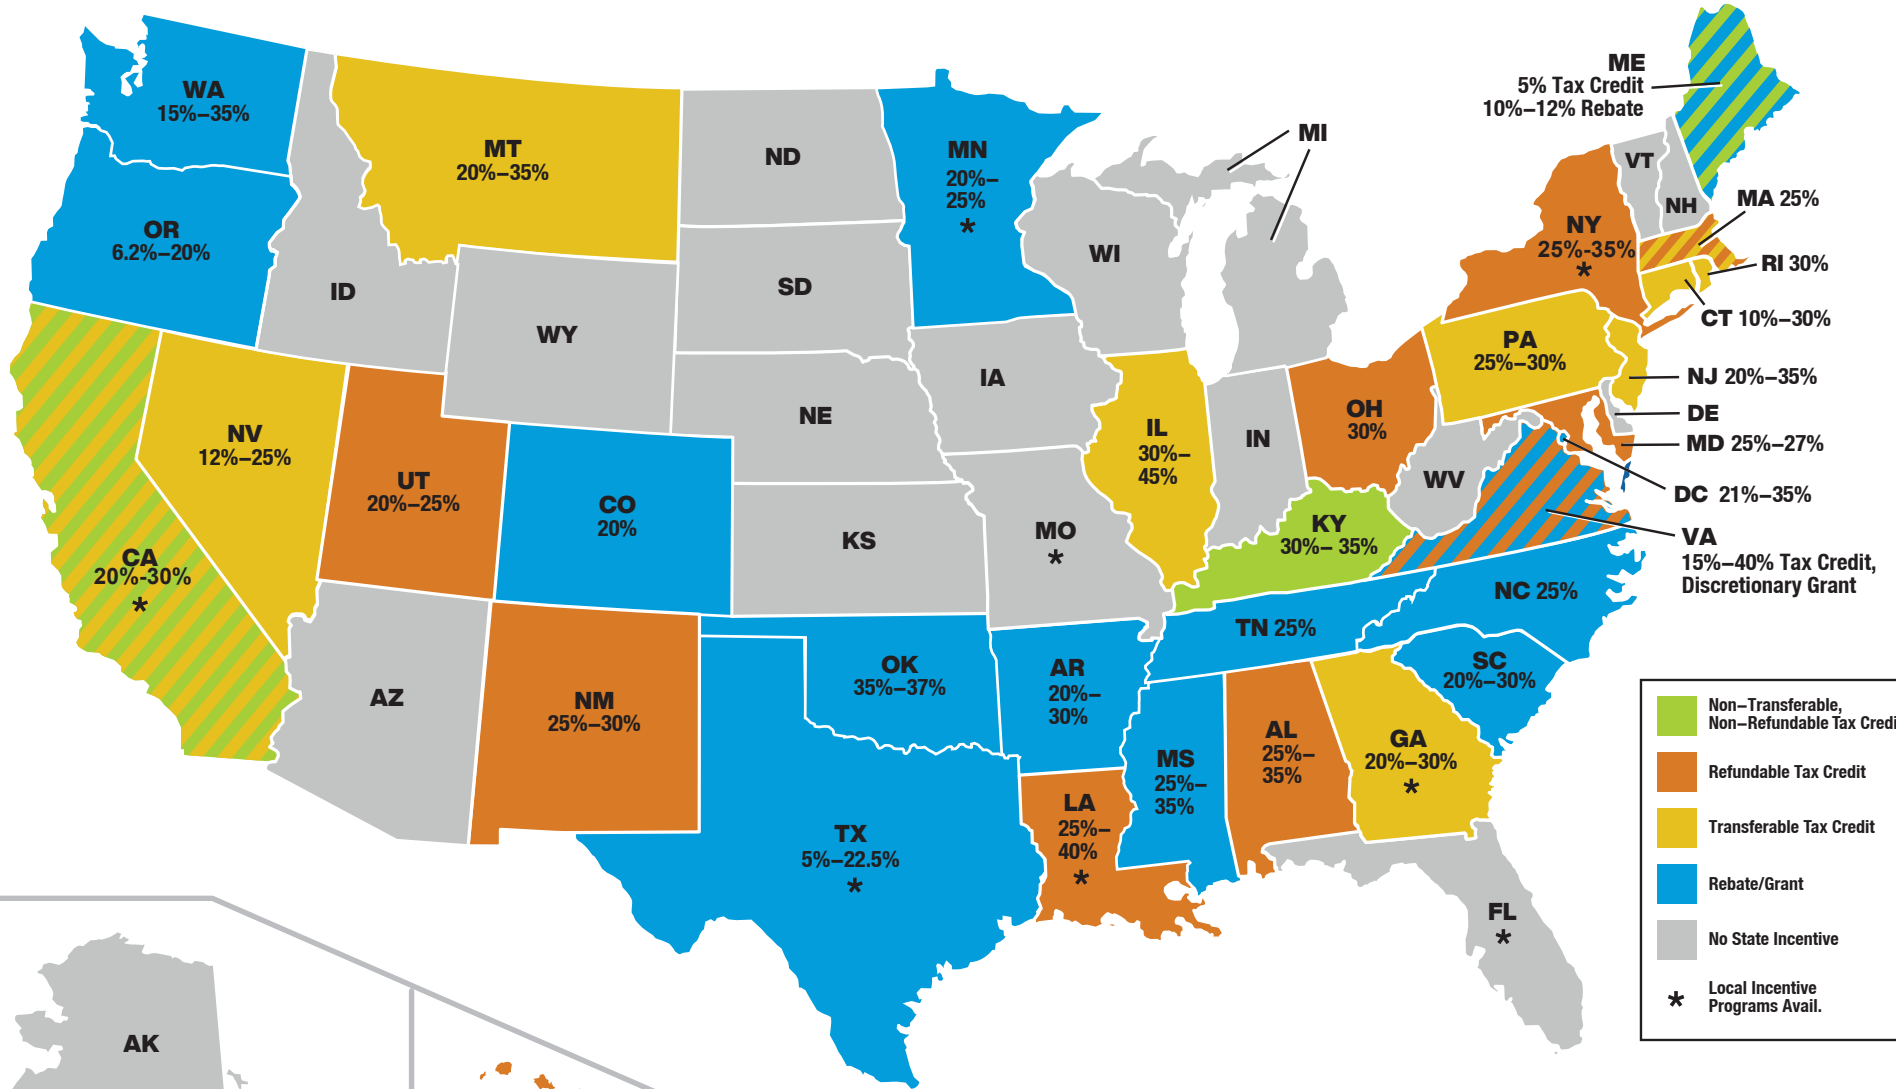 WA
15%–35%
OR
6.2%–20%
CA
20%-30%
*
NV
12%–25%
ID
MT
20%–35%
WY
UT
20%–25%
CO
20%
AZ
NM
25%–30%
ND
SD
NE
KS
OK
35%–37%
TX
5%–22.5%
*
MN
20%–
25%
*
IA
MO
*
AR
20%–
30%
LA
25%–
40%
*
WI
IL
30%–
45%
MI
IN
OH
30%
KY
30%– 35%
TN 25%
MS
25%–
35%
AL
25%–
35%
GA
20%–30%
*
FL
*
SC
20%–30%
NC 25%
WV
VA
15%–40% Tax Credit,
Discretionary Grant
DC 21%–35%
MD 25%–27%
DE
NJ 20%–35%
PA
25%–30%
NY
25%-35%
*
CT 10%–30%
RI 30%
MA 25%
VT
NH
ME
5% Tax Credit
10%–12% Rebate
AK
Non–Transferable,
Non–Refundable Tax Credi
Refundable Tax Credit
Transferable Tax Credit
Rebate/Grant
No State Incentive
* Local Incentive
Programs Avail.